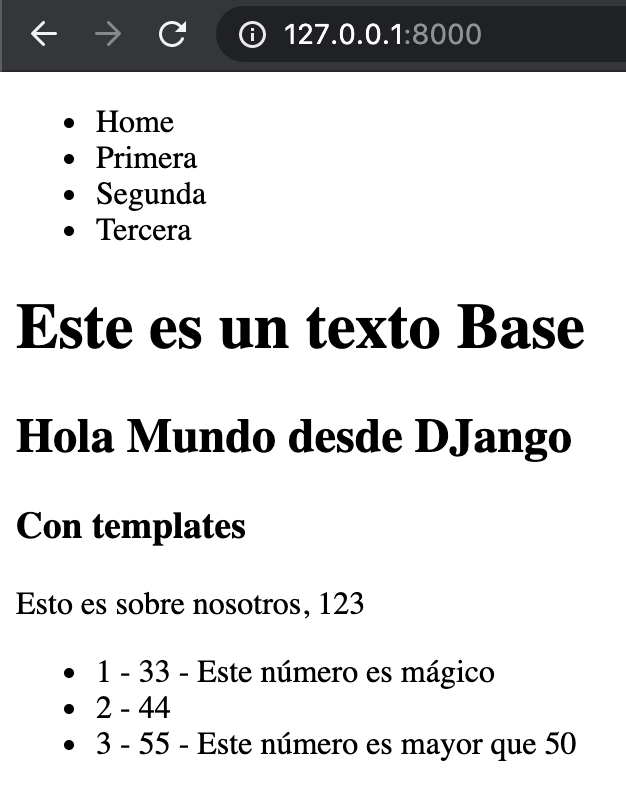 127.0.0.1:8000
Home
Primera
Segunda
Tercera
Este es un texto Base
Hola Mundo desde DJango
Con templates
Esto es sobre nosotros, 123
1 - 33 - Este número es mágico
2 - 44
3 - 55 - Este número es mayor que 50